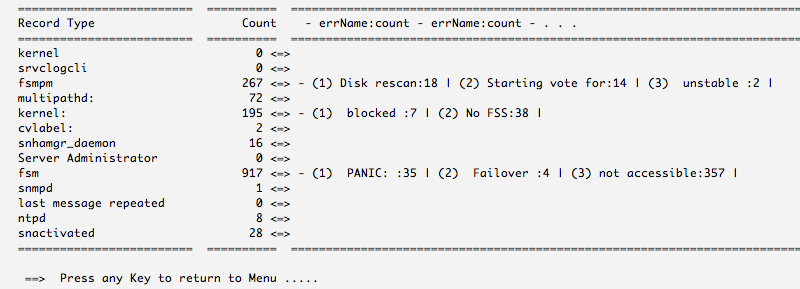 =========================  ==========  =========================================================================
Record Type                     Count    - errName:count - errName:count - . . .
=========================  ==========  =========================================================================
kernel                            0 <=>
srvclogcli                        0 <=>
fsmpm                           267 <=> - (1) Disk rescan:18 | (2) Starting vote for:14 | (3)  unstable :2 |
multipathd:                      72 <=>
kernel:                         195 <=> - (1)  blocked :7 | (2) No FSS:38 |
cvlabel:                          2 <=>
snhamgr_daemon                   16 <=>
Server Administrator              0 <=>
fsm                             917 <=> - (1)  PANIC: :35 | (2)  Failover :4 | (3) not accessible:357 |
snmpd                             1 <=>
last message repeated             0 <=>
ntpd                              8 <=>
snactivated                      28 <=>
=========================  ==========  =========================================================================
==>  Press any Key to return to Menu .....